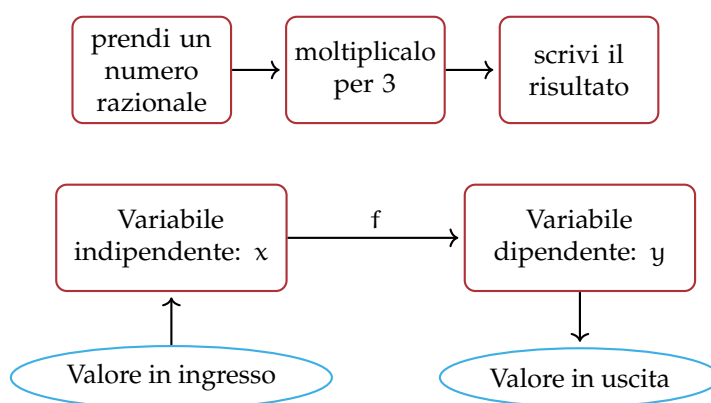 prendi un
numero
razionale
moltiplicalo
per 3
scrivi il
risultato
Variabile
indipendente: x
f
Variabile
dipendente: y
Valore in ingresso
Valore in uscita